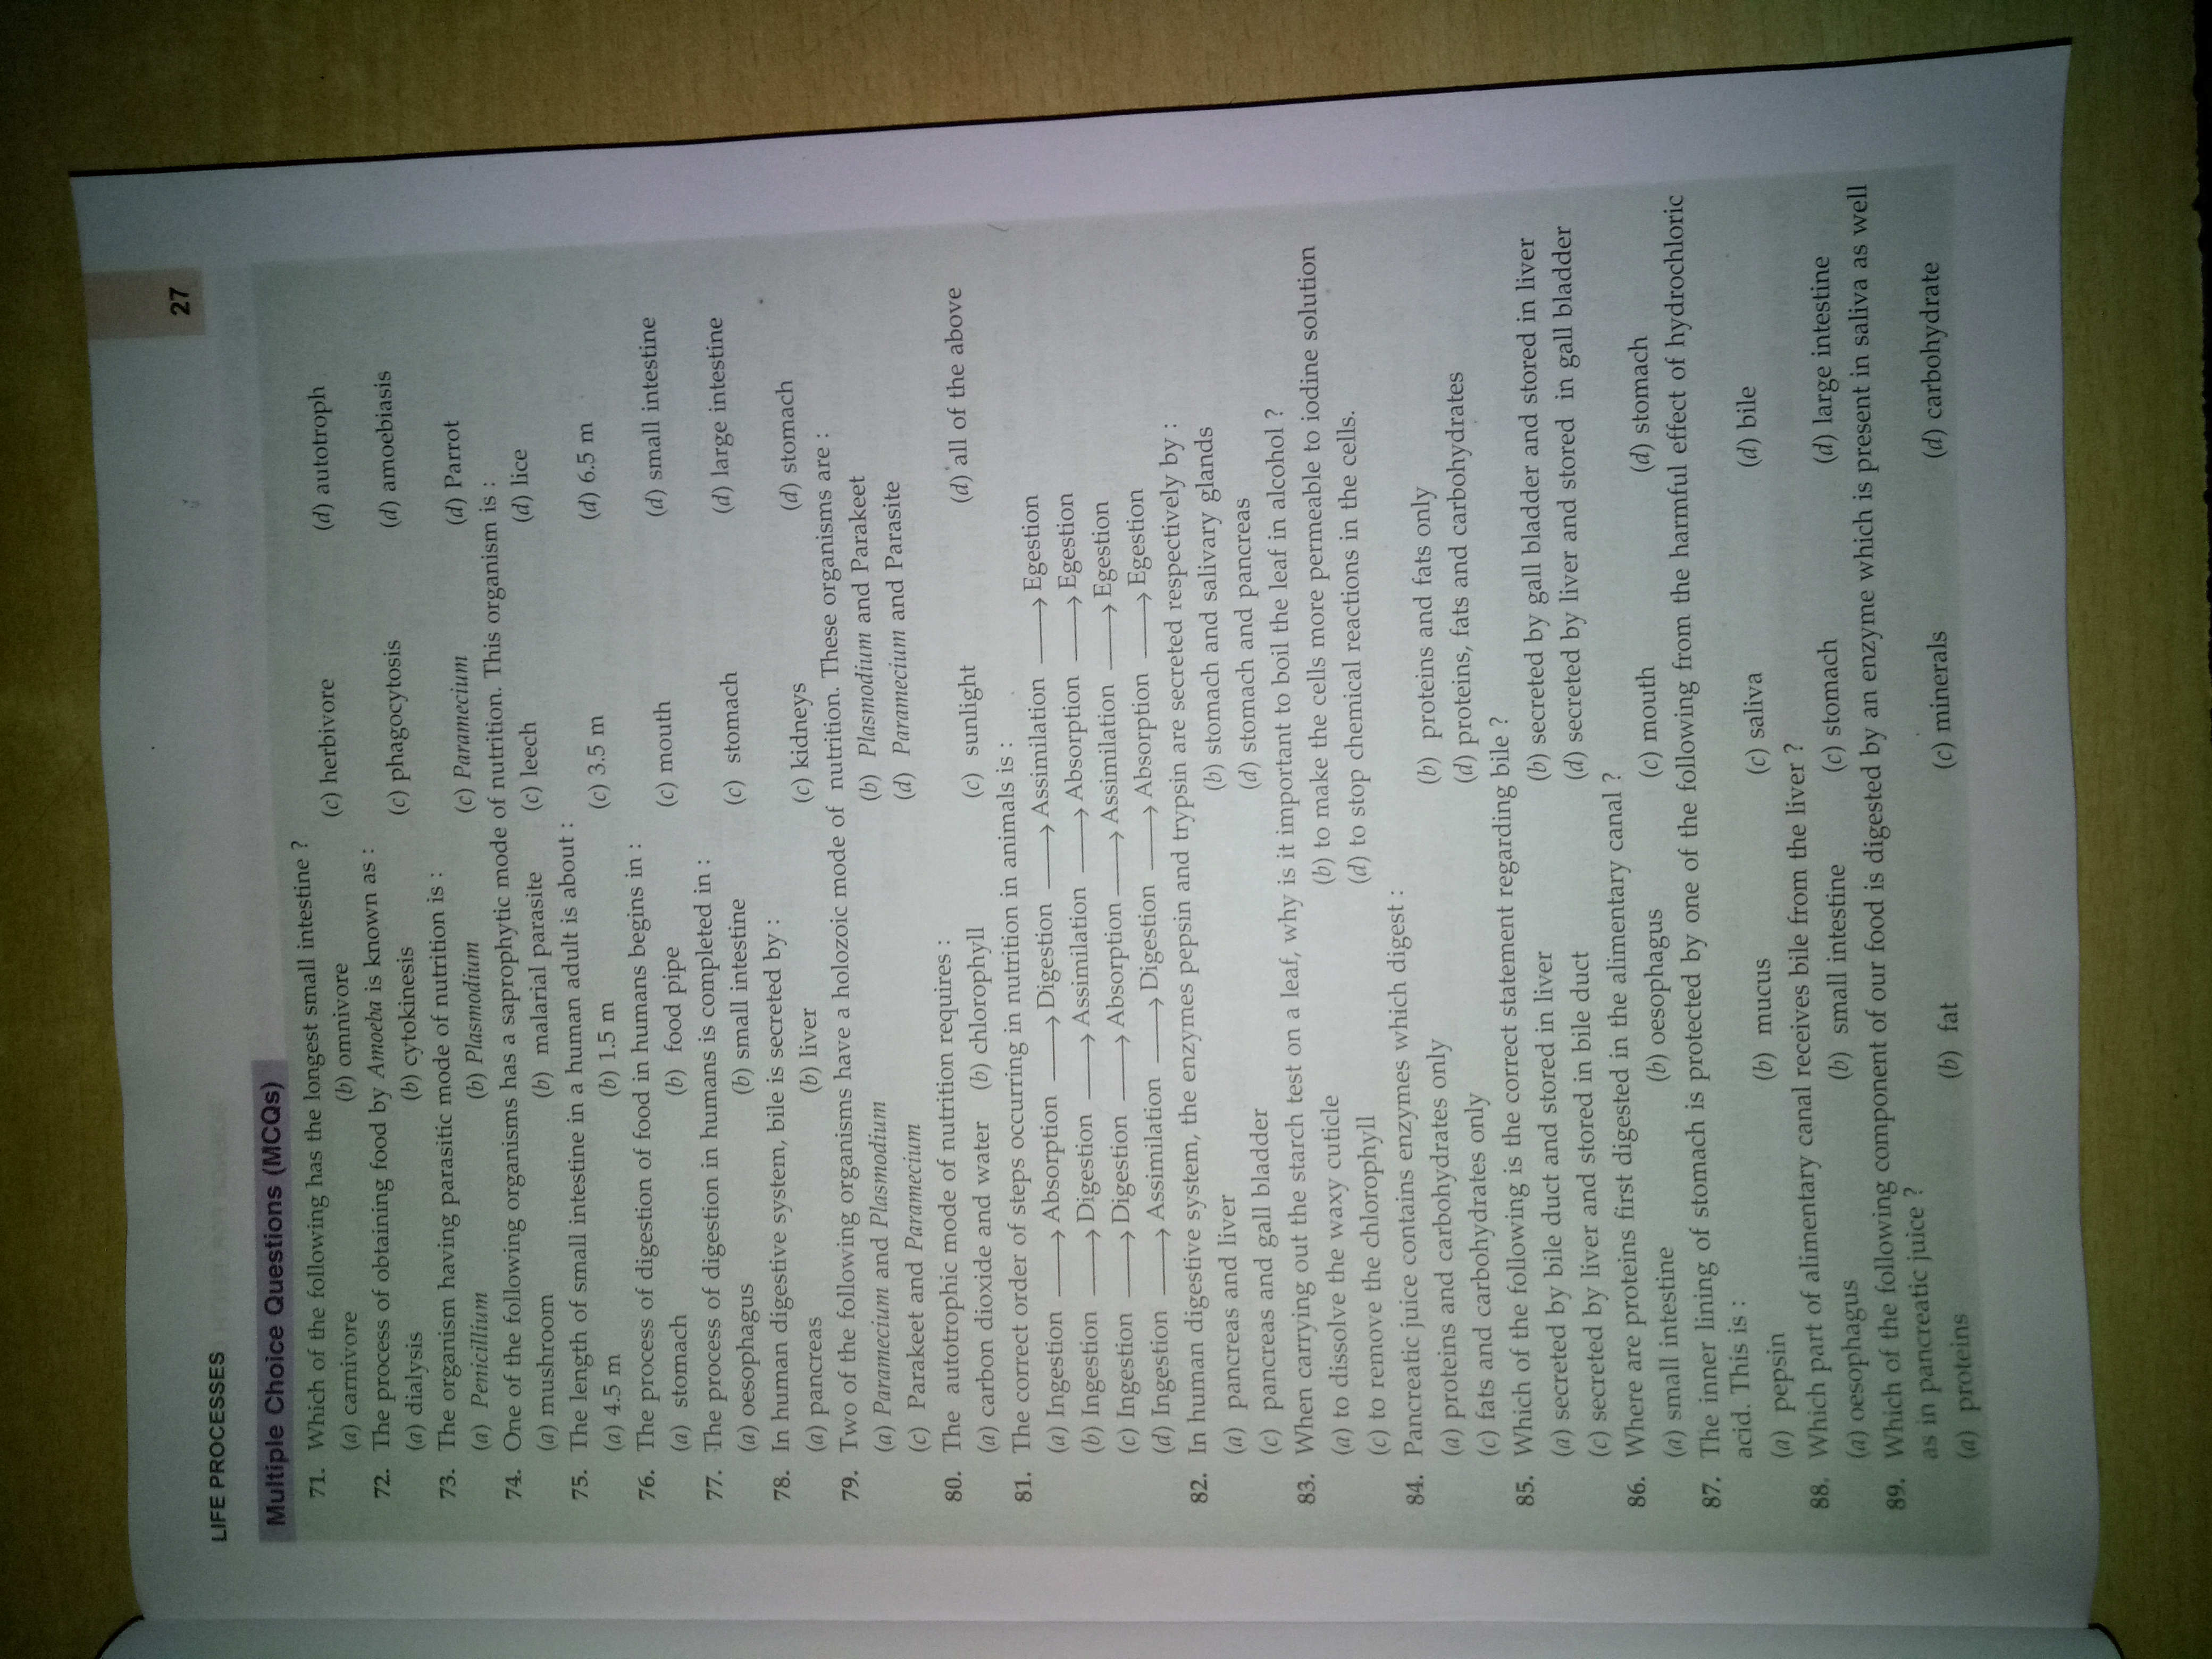 27
LIFE PROCESSES
Multiple Choice Questions (MCQs)
71. Which of the following has the longest small intestine ?
(a) carnivore (b) omnivore (c) herbivore (d) autotroph
72. The process of obtaining food by Amoeba is known as :
(a) dialysis (b) cytokinesis (c) phagocytosis (d) amoebiasis
73. The organism having parasitic mode of nutrition is :
(a) Penicillium (b) Plasmodium (c) Paramecium (d) Parrot
74. One of the following organisms has a saprophytic mode of nutrition. This organism is :
(a) mushroom (b) malarial parasite (c) leech (d) lice
75. The length of small intestine in a human adult is about :
(a) 4.5 m (b) 1.5 m (c) 3.5 m (d) 6.5 m
76. The process of digestion of food in humans begins in :
(a) stomach (b) food pipe (c) mouth (d) small intestine
77. The process of digestion in humans is completed in :
(a) oesophagus (b) small intestine (c) stomach (d) large intestine
78. In human digestive system, bile is secreted by :
(a) pancreas (b) liver (c) kidneys (d) stomach
79. Two of the following organisms have a holozoic mode of nutrition. These organisms are :
(a) Paramecium and Plasmodium (b) Plasmodium and Parakeet
(c) Parakeet and Paramecium (d) Paramecium and Parasite
80. The autotrophic mode of nutrition requires :
(a) carbon dioxide and water (b) chlorophyll (c) sunlight (d) all of the above
81. The correct order of steps occurring in nutrition in animals is :
(a) Ingestion ⟶ Absorption ⟶ Digestion ⟶ Assimilation ⟶ Egestion
(b) Ingestion ⟶ Digestion ⟶ Assimilation ⟶ Absorption ⟶ Egestion
(c) Ingestion ⟶ Digestion ⟶ Absorption ⟶ Assimilation ⟶ Egestion
(d) Ingestion ⟶ Assimilation ⟶ Digestion ⟶ Absorption ⟶ Egestion
82. In human digestive system, the enzymes pepsin and trypsin are secreted respectively by :
(a) pancreas and liver (b) stomach and salivary glands
(c) pancreas and gall bladder (d) stomach and pancreas
83. When carrying out the starch test on a leaf, why is it important to boil the leaf in alcohol ?
(a) to dissolve the waxy cuticle (b) to make the cells more permeable to iodine solution
(c) to remove the chlorophyll (d) to stop chemical reactions in the cells.
84. Pancreatic juice contains enzymes which digest :
(a) proteins and carbohydrates only (b) proteins and fats only
(c) fats and carbohydrates only (d) proteins, fats and carbohydrates
85. Which of the following is the correct statement regarding bile ?
(a) secreted by bile duct and stored in liver (b) secreted by gall bladder and stored in liver
(c) secreted by liver and stored in bile duct (d) secreted by liver and stored in gall bladder
86. Where are proteins first digested in the alimentary canal ?
(a) small intestine (b) oesophagus (c) mouth (d) stomach
87. The inner lining of stomach is protected by one of the following from the harmful effect of hydrochloric
acid. This is :
(a) pepsin (b) mucus (c) saliva (d) bile
88. Which part of alimentary canal receives bile from the liver ?
(a) oesophagus (b) small intestine (c) stomach (d) large intestine
89. Which of the following component of our food is digested by an enzyme which is present in saliva as well
as in pancreatic juice ?
(a) proteins (b) fat (c) minerals (d) carbohydrate